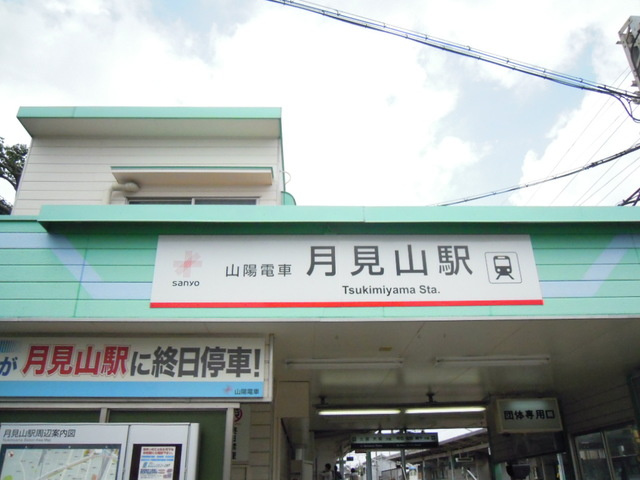 sanyo
山陽電車 月見山駅
Tsukimiyama Sta.
が 月見山駅に終日停車!
山陽電車
団体専用口
月見山駅周辺案内図